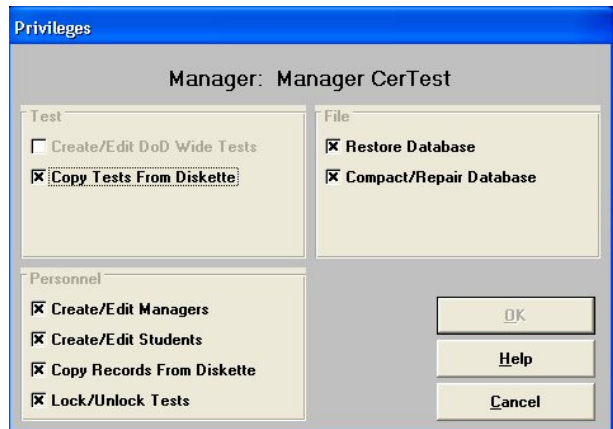 Privileges
Manager: Manager CerTest
Test
Create/Edit DoD Wide Tests
Copy Tests From Diskette
File
Restore Database
Compact/Repair Database
Personnel
Create/Edit Managers
Create/Edit Students
Copy Records From Diskette
Lock/Unlock Tests
OK
Help
Cancel